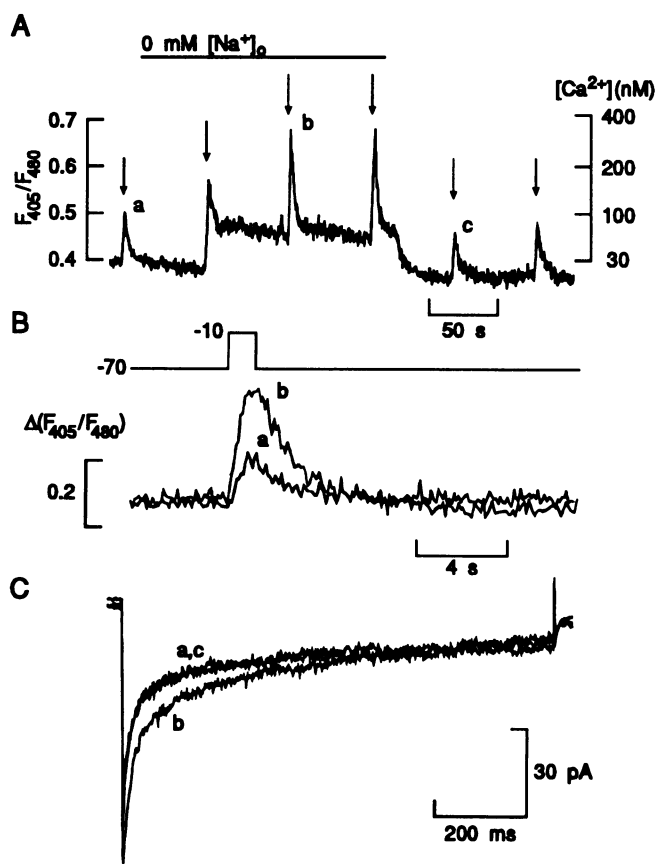 A
0 mM [Na⁺]ₒ
[Ca²⁺] (nM)
F₄₀₅/F₄₈₀
0.7
0.6
0.5
0.4
a
b
c
400
200
100
30
50 s
B
-10
-70
Δ(F₄₀₅/F₄₈₀)
0.2
b
a
4 s
C
a,c
b
30 pA
200 ms